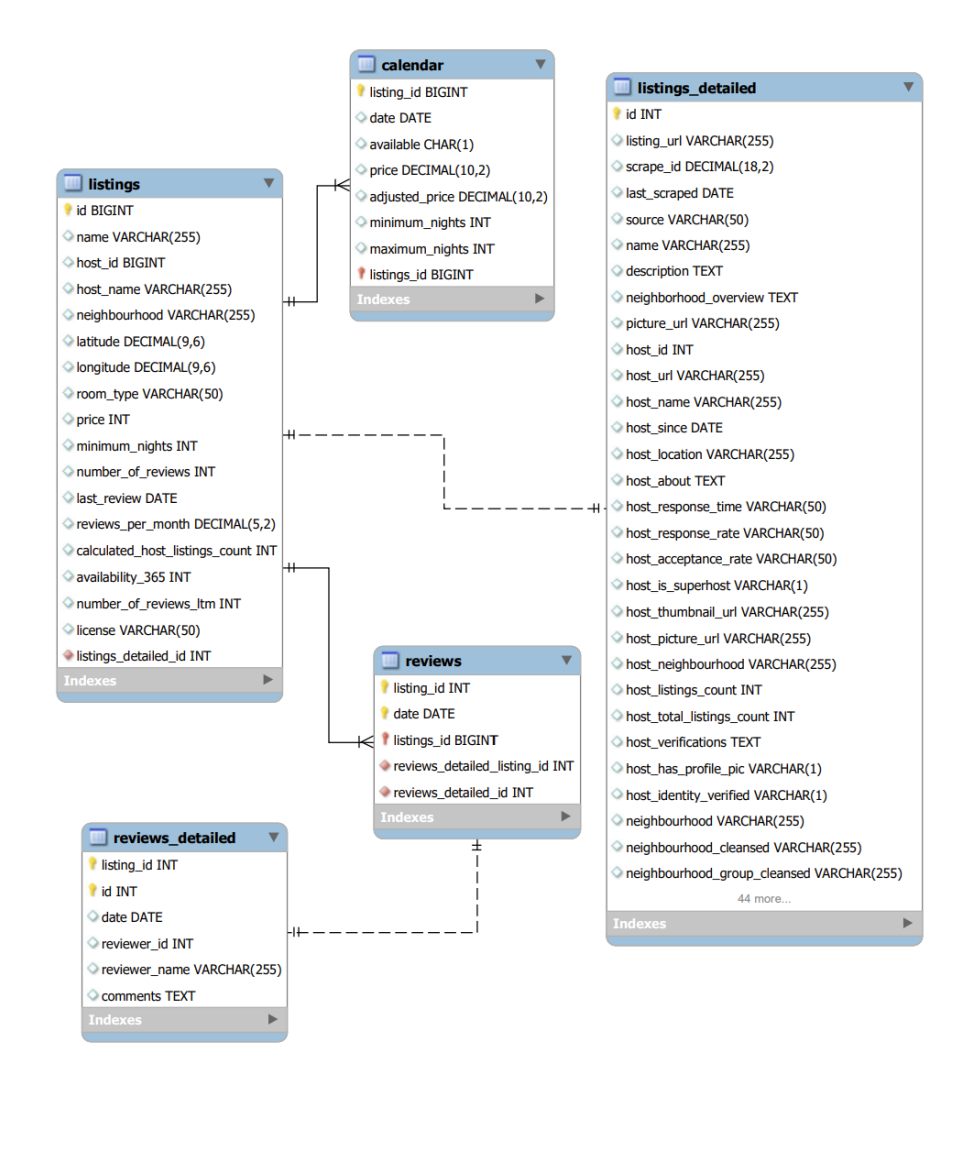 calendar
listing_id BIGINT
date DATE
available CHAR(1)
price DECIMAL(10,2)
adjusted_price DECIMAL(10,2)
minimum_nights INT
maximum_nights INT
listings_id BIGINT
Indexes
listings_detailed
id INT
listing_url VARCHAR(255)
scrape_id DECIMAL(18,2)
last_scraped DATE
source VARCHAR(50)
name VARCHAR(255)
description TEXT
neighborhood_overview TEXT
picture_url VARCHAR(255)
host_id INT
host_url VARCHAR(255)
host_name VARCHAR(255)
host_since DATE
host_location VARCHAR(255)
host_about TEXT
host_response_time VARCHAR(50)
host_response_rate VARCHAR(50)
host_acceptance_rate VARCHAR(50)
host_is_superhost VARCHAR(1)
host_thumbnail_url VARCHAR(255)
host_picture_url VARCHAR(255)
host_neighbourhood VARCHAR(255)
host_listings_count INT
host_total_listings_count INT
host_verifications TEXT
host_has_profile_pic VARCHAR(1)
host_identity_verified VARCHAR(1)
neighbourhood VARCHAR(255)
neighbourhood_cleansed VARCHAR(255)
neighbourhood_group_cleansed VARCHAR(255)
44 more...
Indexes
listings
id BIGINT
name VARCHAR(255)
host_id BIGINT
host_name VARCHAR(255)
neighbourhood VARCHAR(255)
latitude DECIMAL(9,6)
longitude DECIMAL(9,6)
room_type VARCHAR(50)
price INT
minimum_nights INT
number_of_reviews INT
last_review DATE
reviews_per_month DECIMAL(5,2)
calculated_host_listings_count INT
availability_365 INT
number_of_reviews_ltm INT
license VARCHAR(50)
listings_detailed_id INT
Indexes
reviews
listing_id INT
date DATE
listings_id BIGINT
reviews_detailed_listing_id INT
reviews_detailed_id INT
Indexes
reviews_detailed
listing_id INT
id INT
date DATE
reviewer_id INT
reviewer_name VARCHAR(255)
comments TEXT
Indexes